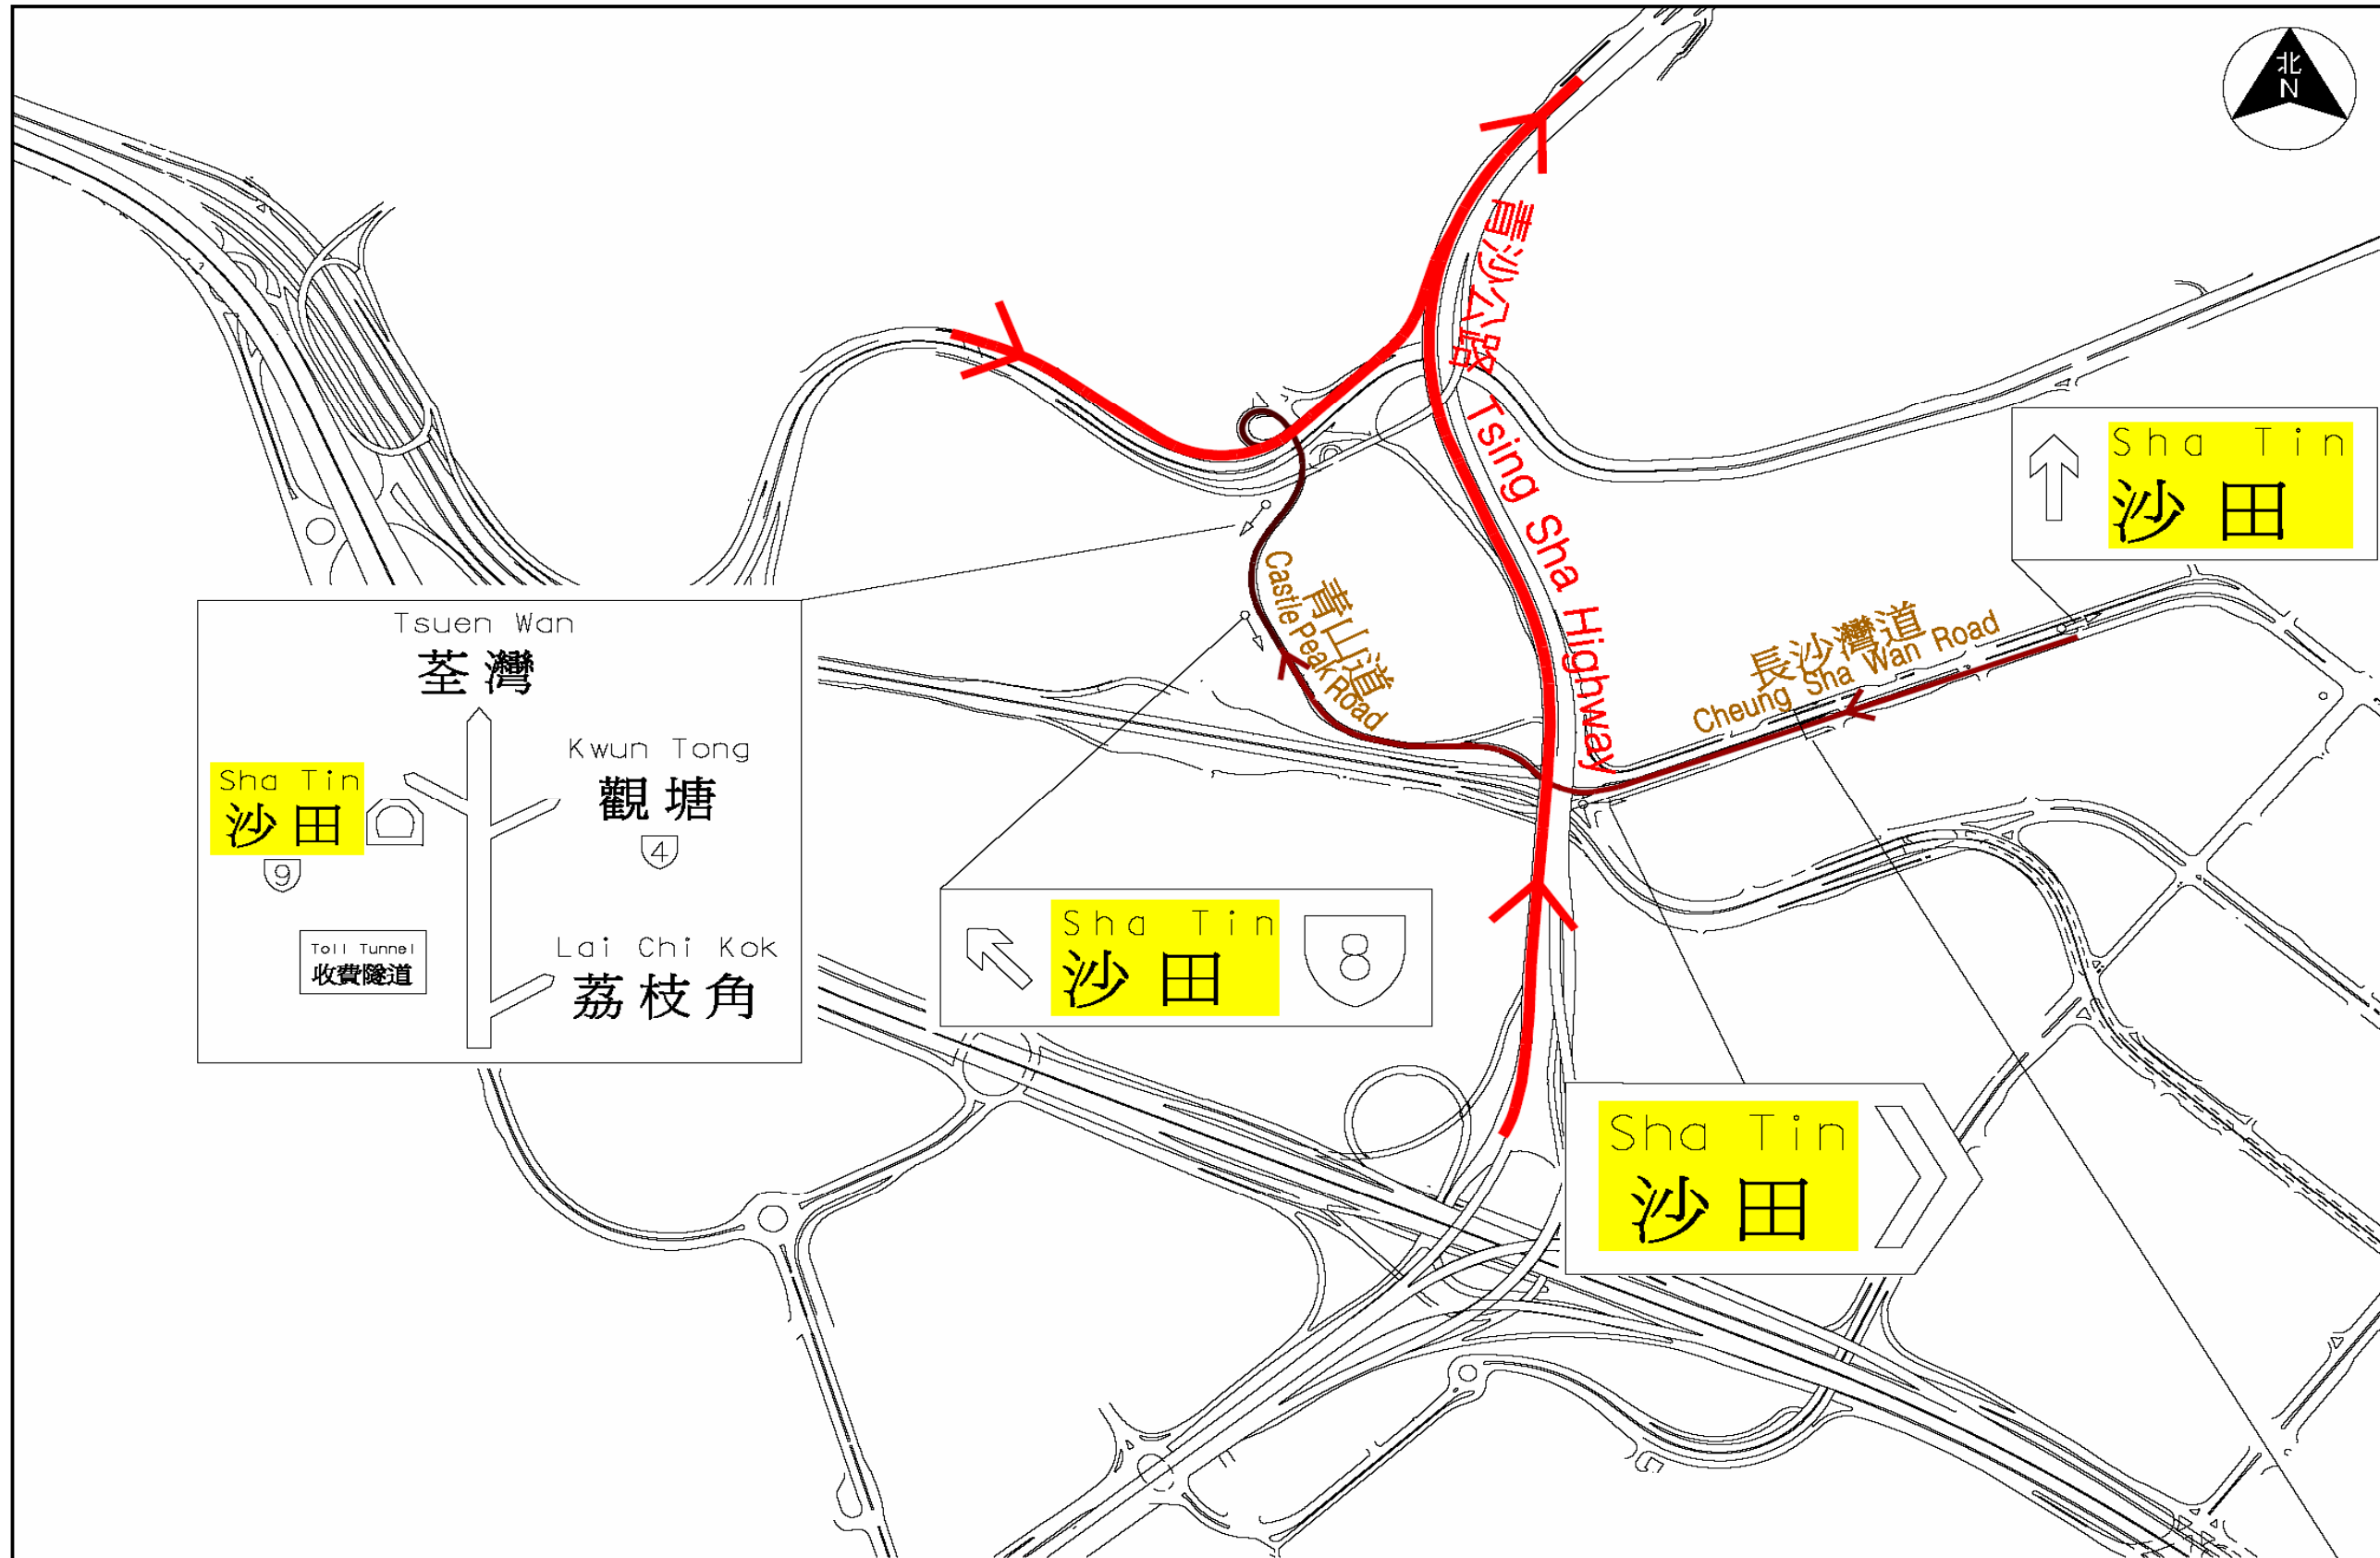 北
N
青沙公路
Tsing Sha Highway
Sha Tin
沙田
青山道
Castle Peak Road
長沙灣道
Cheung Sha Wan Road
Tsuen Wan
荃灣
Kwun Tong
觀塘
4
Sha Tin
沙田
9
Toll Tunnel
收費隧道
Lai Chi Kok
荔枝角
Sha Tin
沙田
8
Sha Tin
沙田